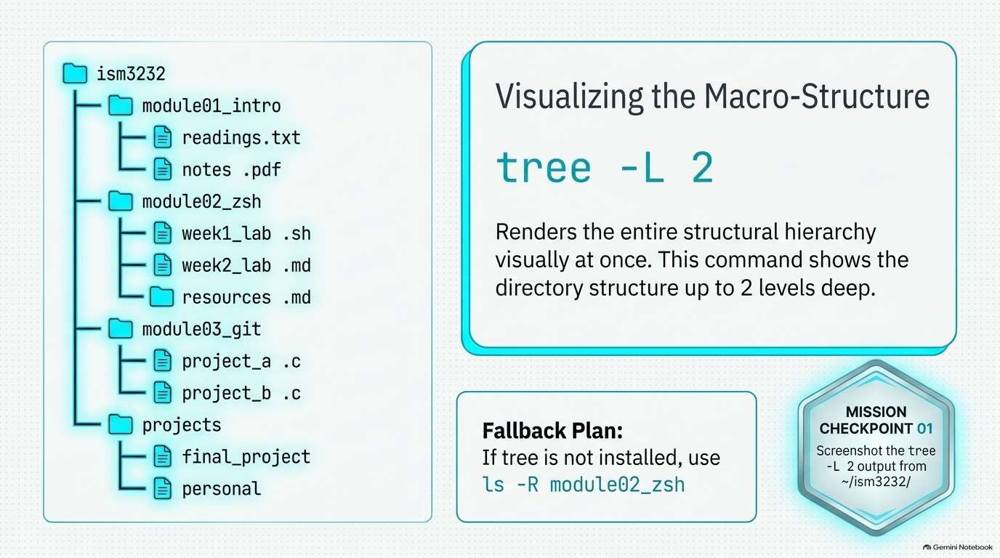 ism3232
module01_intro
readings.txt
notes .pdf
module02_zsh
week1_lab .sh
week2_lab .md
resources .md
module03_git
project_a .c
project_b .c
projects
final_project
personal
Visualizing the Macro-Structure
tree -L 2
Renders the entire structural hierarchy
visually at once. This command shows the
directory structure up to 2 levels deep.
Fallback Plan:
If tree is not installed, use
ls -R module02_zsh
MISSION
CHECKPOINT 01
Screenshot the tree
-L 2 output from
~/ism3232/
Gemini Notebook